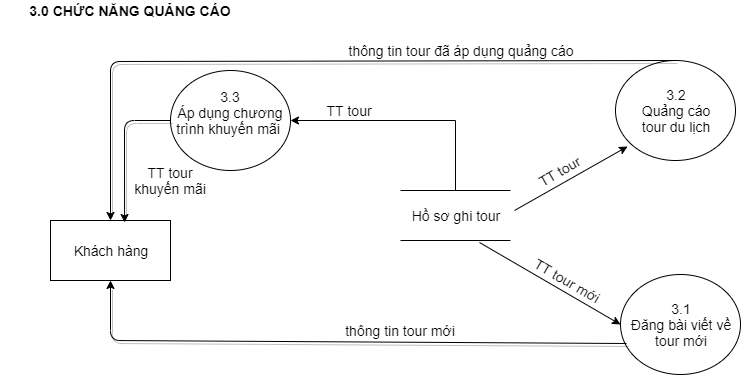 3.0 CHỨC NĂNG QUẢNG CÁO
thông tin tour đã áp dụng quảng cáo
3.3
Áp dụng chương
trình khuyến mãi
TT tour
3.2
Quảng cáo
tour du lịch
TT tour
TT tour
khuyến mãi
Hồ sơ ghi tour
Khách hàng
TT tour mới
3.1
Đăng bài viết về
tour mới
thông tin tour mới